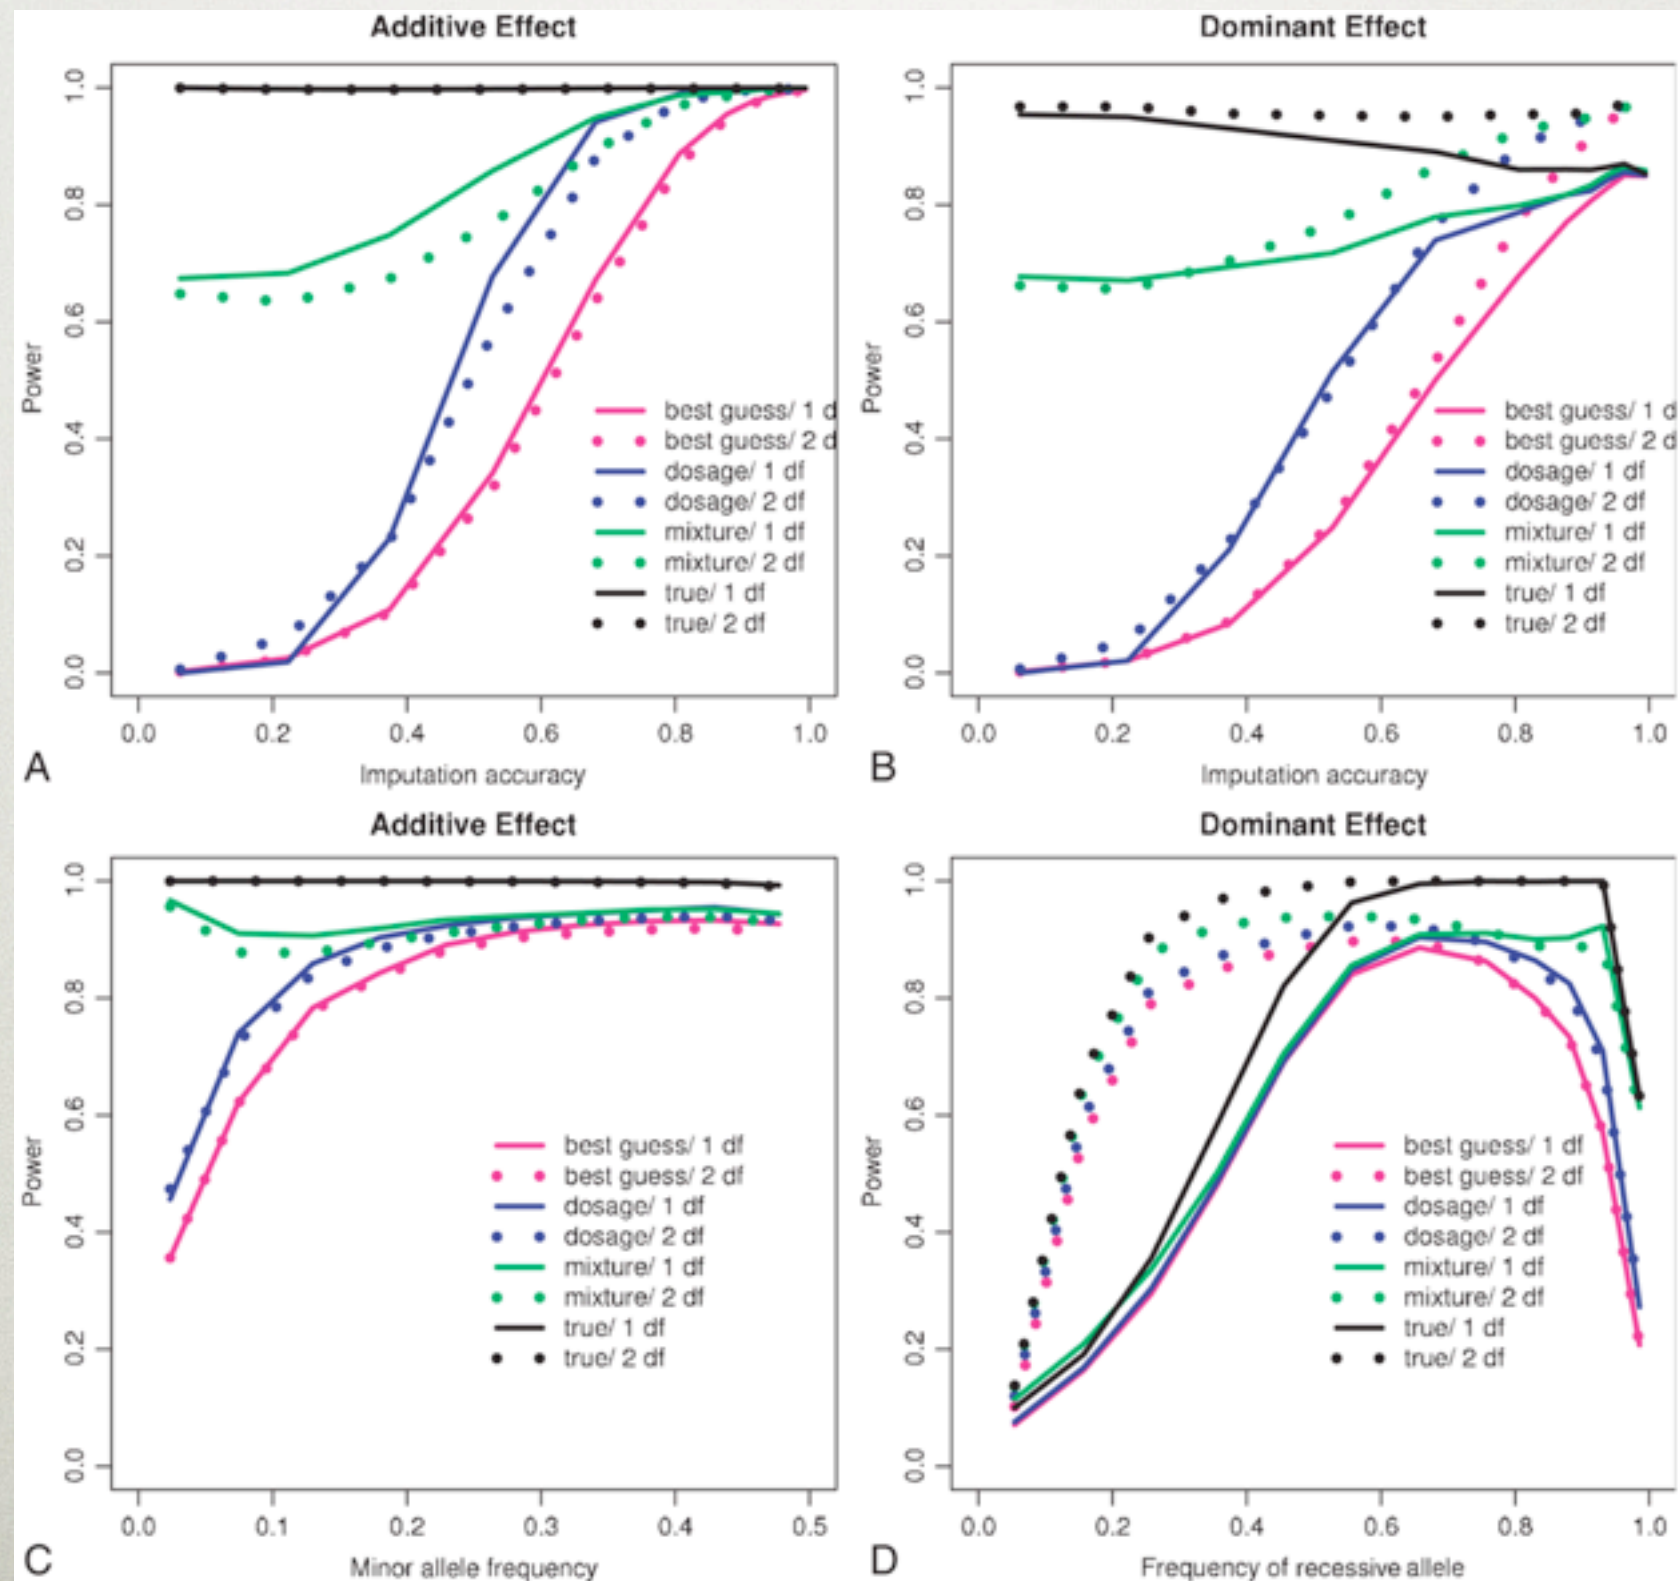 Additive Effect
Power
1.0
0.8
0.6
0.4
0.2
0.0
best guess/ 1 d
best guess/ 2 d
dosage/ 1 df
dosage/ 2 df
mixture/ 1 df
mixture/ 2 df
true/ 1 df
true/ 2 df
0.0 0.2 0.4 0.6 0.8 1.0
A
Imputation accuracy
Dominant Effect
Power
1.0
0.8
0.6
0.4
0.2
0.0
best guess/ 1 d
best guess/ 2 d
dosage/ 1 df
dosage/ 2 df
mixture/ 1 df
mixture/ 2 df
true/ 1 df
true/ 2 df
0.0 0.2 0.4 0.6 0.8 1.0
B
Imputation accuracy
Additive Effect
Power
1.0
0.8
0.6
0.4
0.2
0.0
best guess/ 1 df
best guess/ 2 df
dosage/ 1 df
dosage/ 2 df
mixture/ 1 df
mixture/ 2 df
true/ 1 df
true/ 2 df
0.0 0.1 0.2 0.3 0.4 0.5
C
Minor allele frequency
Dominant Effect
Power
1.0
0.8
0.6
0.4
0.2
0.0
best guess/ 1 df
best guess/ 2 df
dosage/ 1 df
dosage/ 2 df
mixture/ 1 df
mixture/ 2 df
true/ 1 df
true/ 2 df
0.0 0.2 0.4 0.6 0.8 1.0
D
Frequency of recessive allele